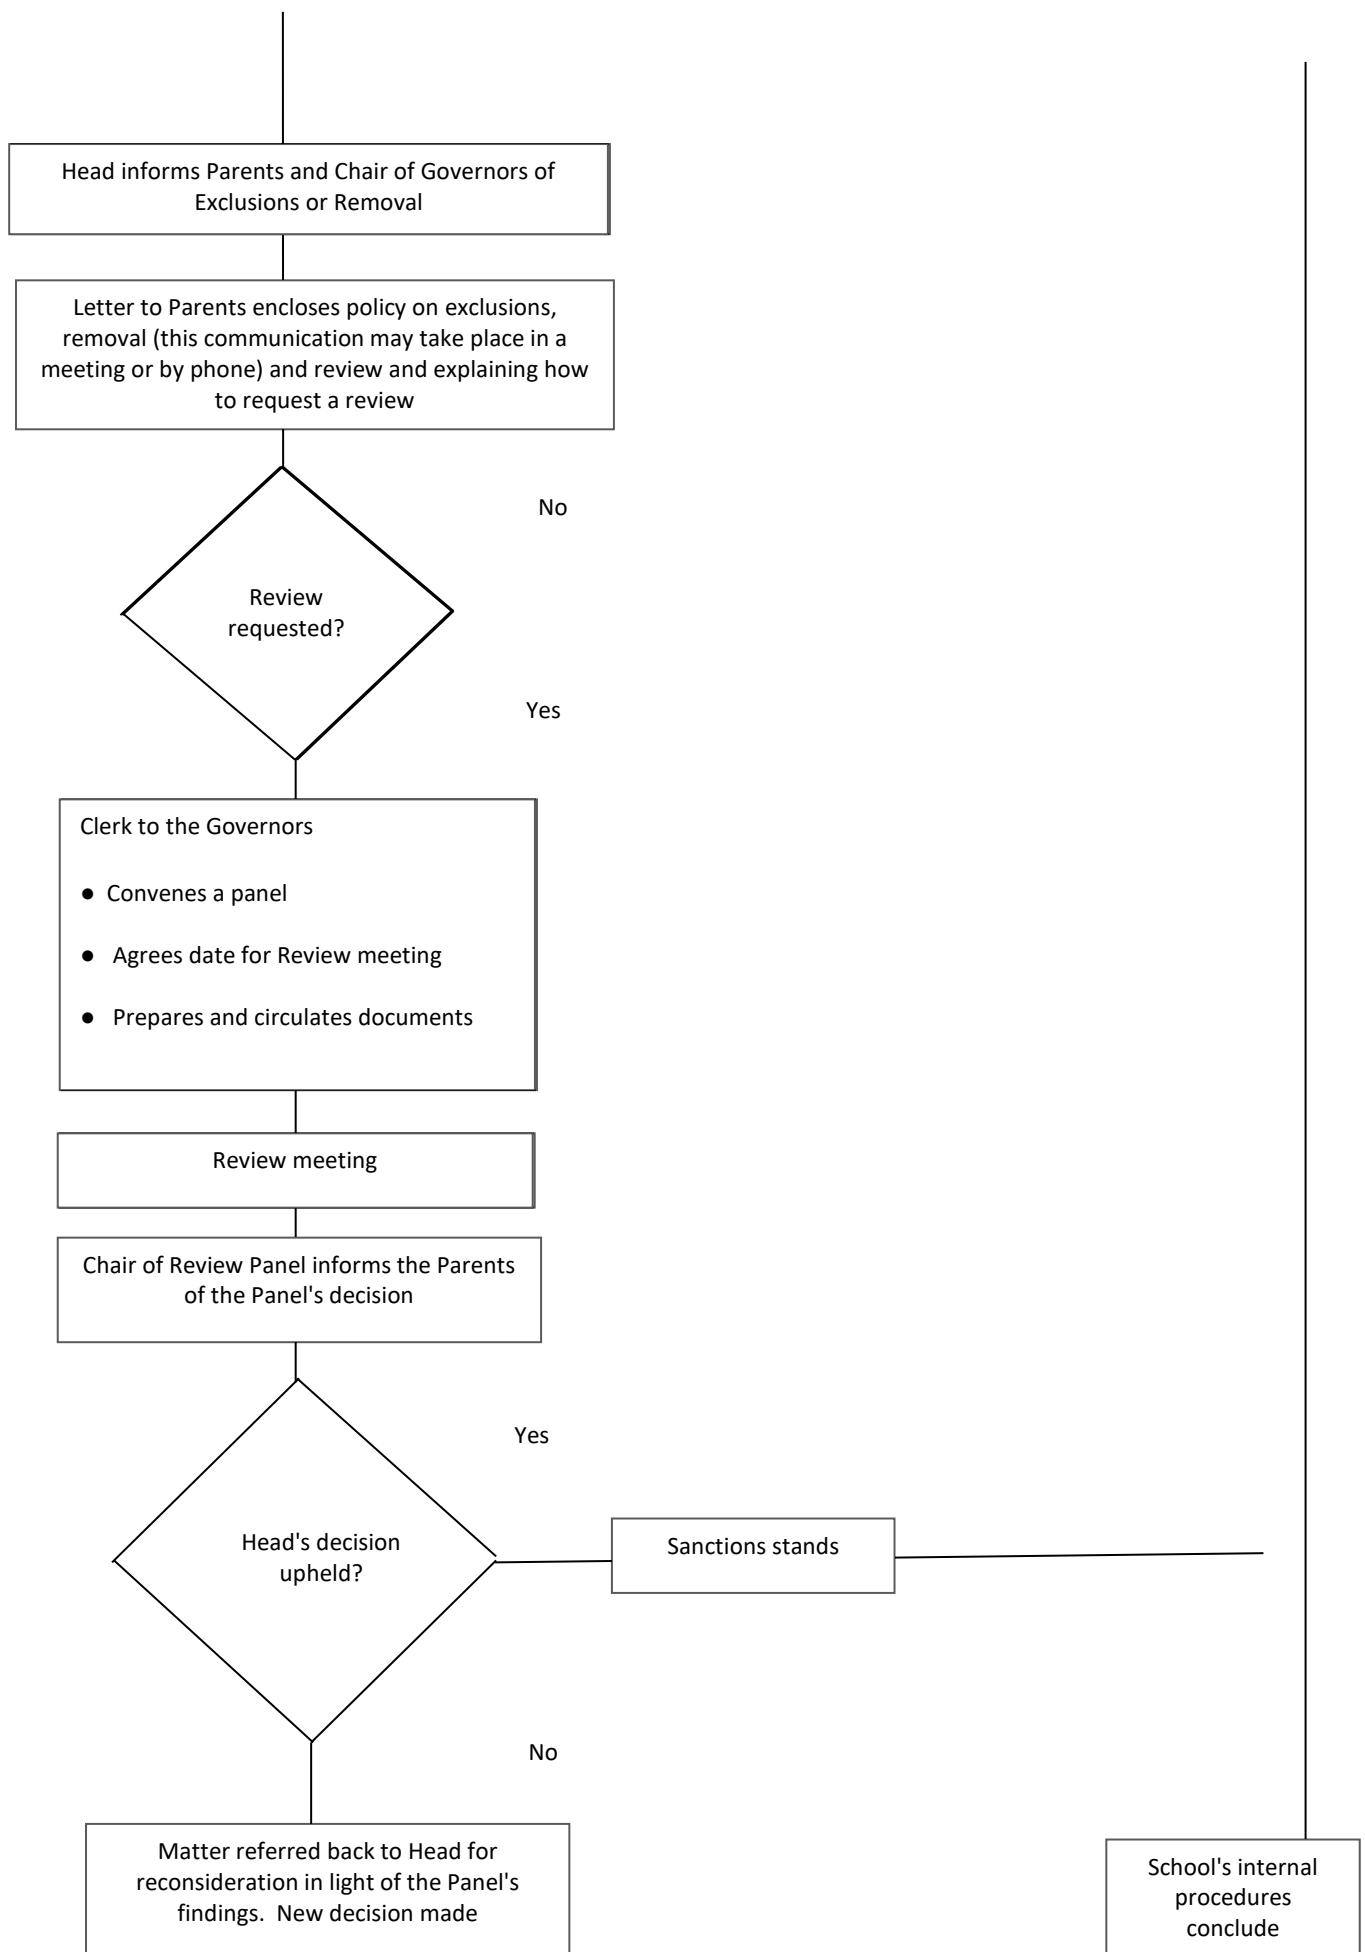 Head informs Parents and Chair of Governors of
Exclusions or Removal
Letter to Parents encloses policy on exclusions,
removal (this communication may take place in a
meeting or by phone) and review and explaining how
to request a review
No
Review
requested?
Yes
Clerk to the Governors
● Convenes a panel
● Agrees date for Review meeting
● Prepares and circulates documents
Review meeting
Chair of Review Panel informs the Parents
of the Panel's decision
Yes
Head's decision
upheld?
Sanctions stands
No
Matter referred back to Head for
reconsideration in light of the Panel's
findings.  New decision made
School's internal
procedures
conclude